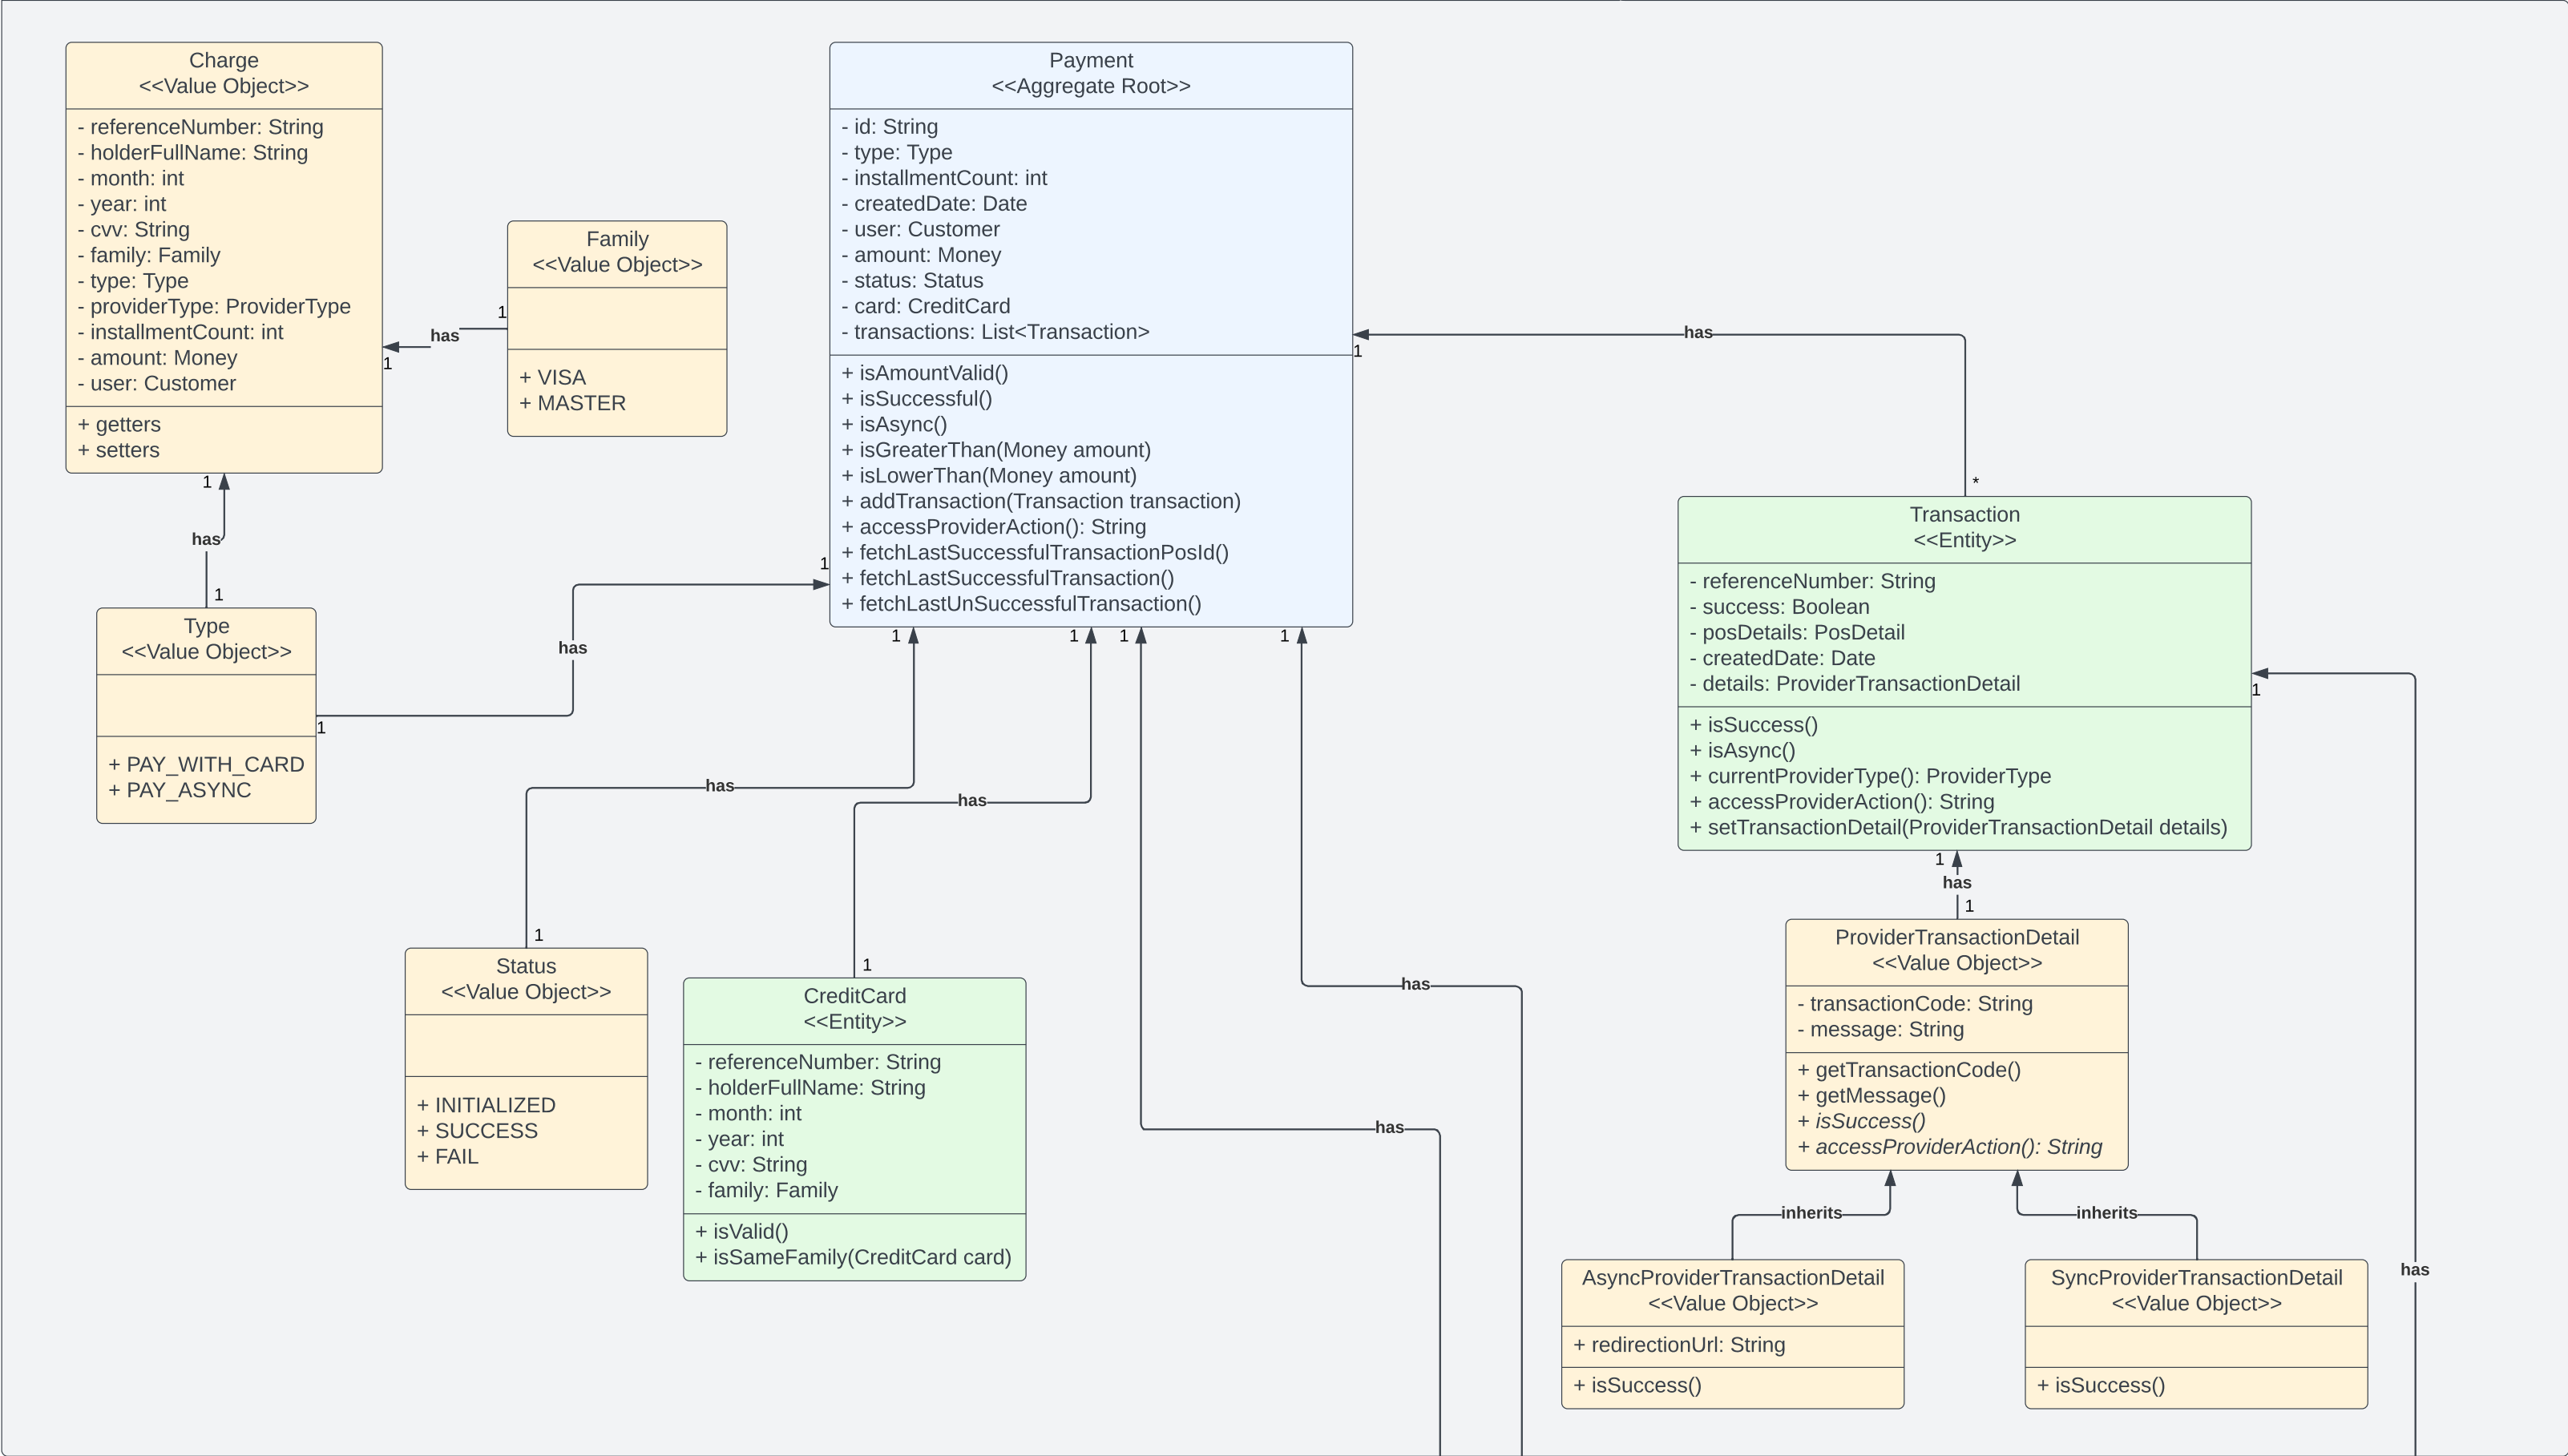 Charge
<<Value Object>>
- referenceNumber: String
- holderFullName: String
- month: int
- year: int
- cvv: String
- family: Family
- type: Type
- providerType: ProviderType
- installmentCount: int
- amount: Money
- user: Customer
+ getters
+ setters
1
has
1
Family
<<Value Object>>
+ VISA
+ MASTER
1
has
1
Type
<<Value Object>>
+ PAY_WITH_CARD
+ PAY_ASYNC
1
has
1
Payment
<<Aggregate Root>>
- id: String
- type: Type
- installmentCount: int
- createdDate: Date
- user: Customer
- amount: Money
- status: Status
- card: CreditCard
- transactions: List<Transaction>
+ isAmountValid()
+ isSuccessful()
+ isAsync()
+ isGreaterThan(Money amount)
+ isLowerThan(Money amount)
+ addTransaction(Transaction transaction)
+ accessProviderAction(): String
+ fetchLastSuccessfulTransactionPosId()
+ fetchLastSuccessfulTransaction()
+ fetchLastUnSuccessfulTransaction()
1
1
1
1
has
has
has
has
1
Status
<<Value Object>>
+ INITIALIZED
+ SUCCESS
+ FAIL
1
CreditCard
<<Entity>>
- referenceNumber: String
- holderFullName: String
- month: int
- year: int
- cvv: String
- family: Family
+ isValid()
+ isSameFamily(CreditCard card)
1
has
*
Transaction
<<Entity>>
- referenceNumber: String
- success: Boolean
- posDetails: PosDetail
- createdDate: Date
- details: ProviderTransactionDetail
+ isSuccess()
+ isAsync()
+ currentProviderType(): ProviderType
+ accessProviderAction(): String
+ setTransactionDetail(ProviderTransactionDetail details)
1
1
has
1
ProviderTransactionDetail
<<Value Object>>
- transactionCode: String
- message: String
+ getTransactionCode()
+ getMessage()
+ isSuccess()
+ accessProviderAction(): String
inherits
inherits
AsyncProviderTransactionDetail
<<Value Object>>
+ redirectionUrl: String
+ isSuccess()
SyncProviderTransactionDetail
<<Value Object>>
+ isSuccess()
has